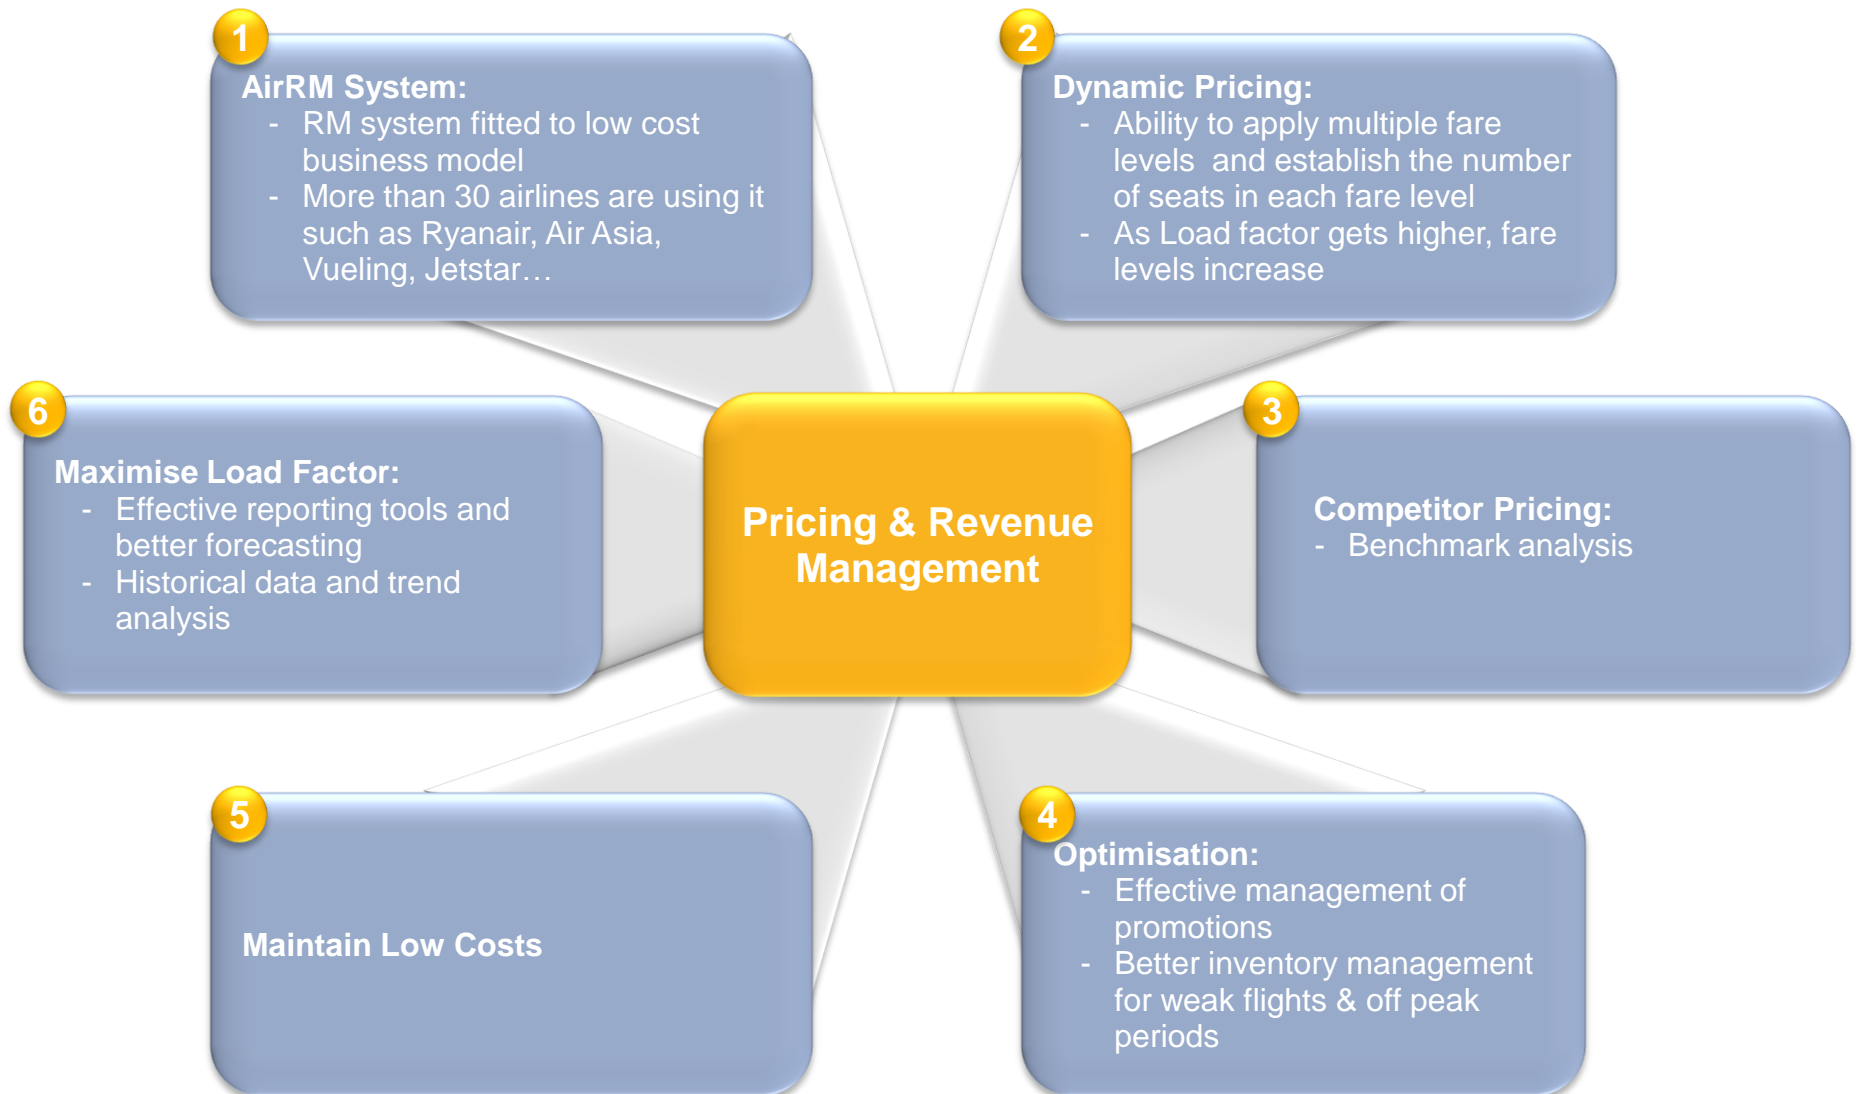 1
AirRM System:
- RM system fitted to low cost
business model
- More than 30 airlines are using it
such as Ryanair, Air Asia,
Vueling, Jetstar…
2
Dynamic Pricing:
- Ability to apply multiple fare
levels and establish the number
of seats in each fare level
- As Load factor gets higher, fare
levels increase
6
Maximise Load Factor:
- Effective reporting tools and
better forecasting
- Historical data and trend
analysis
Pricing & Revenue
Management
3
Competitor Pricing:
- Benchmark analysis
5
Maintain Low Costs
4
Optimisation:
- Effective management of
promotions
- Better inventory management
for weak flights & off peak
periods